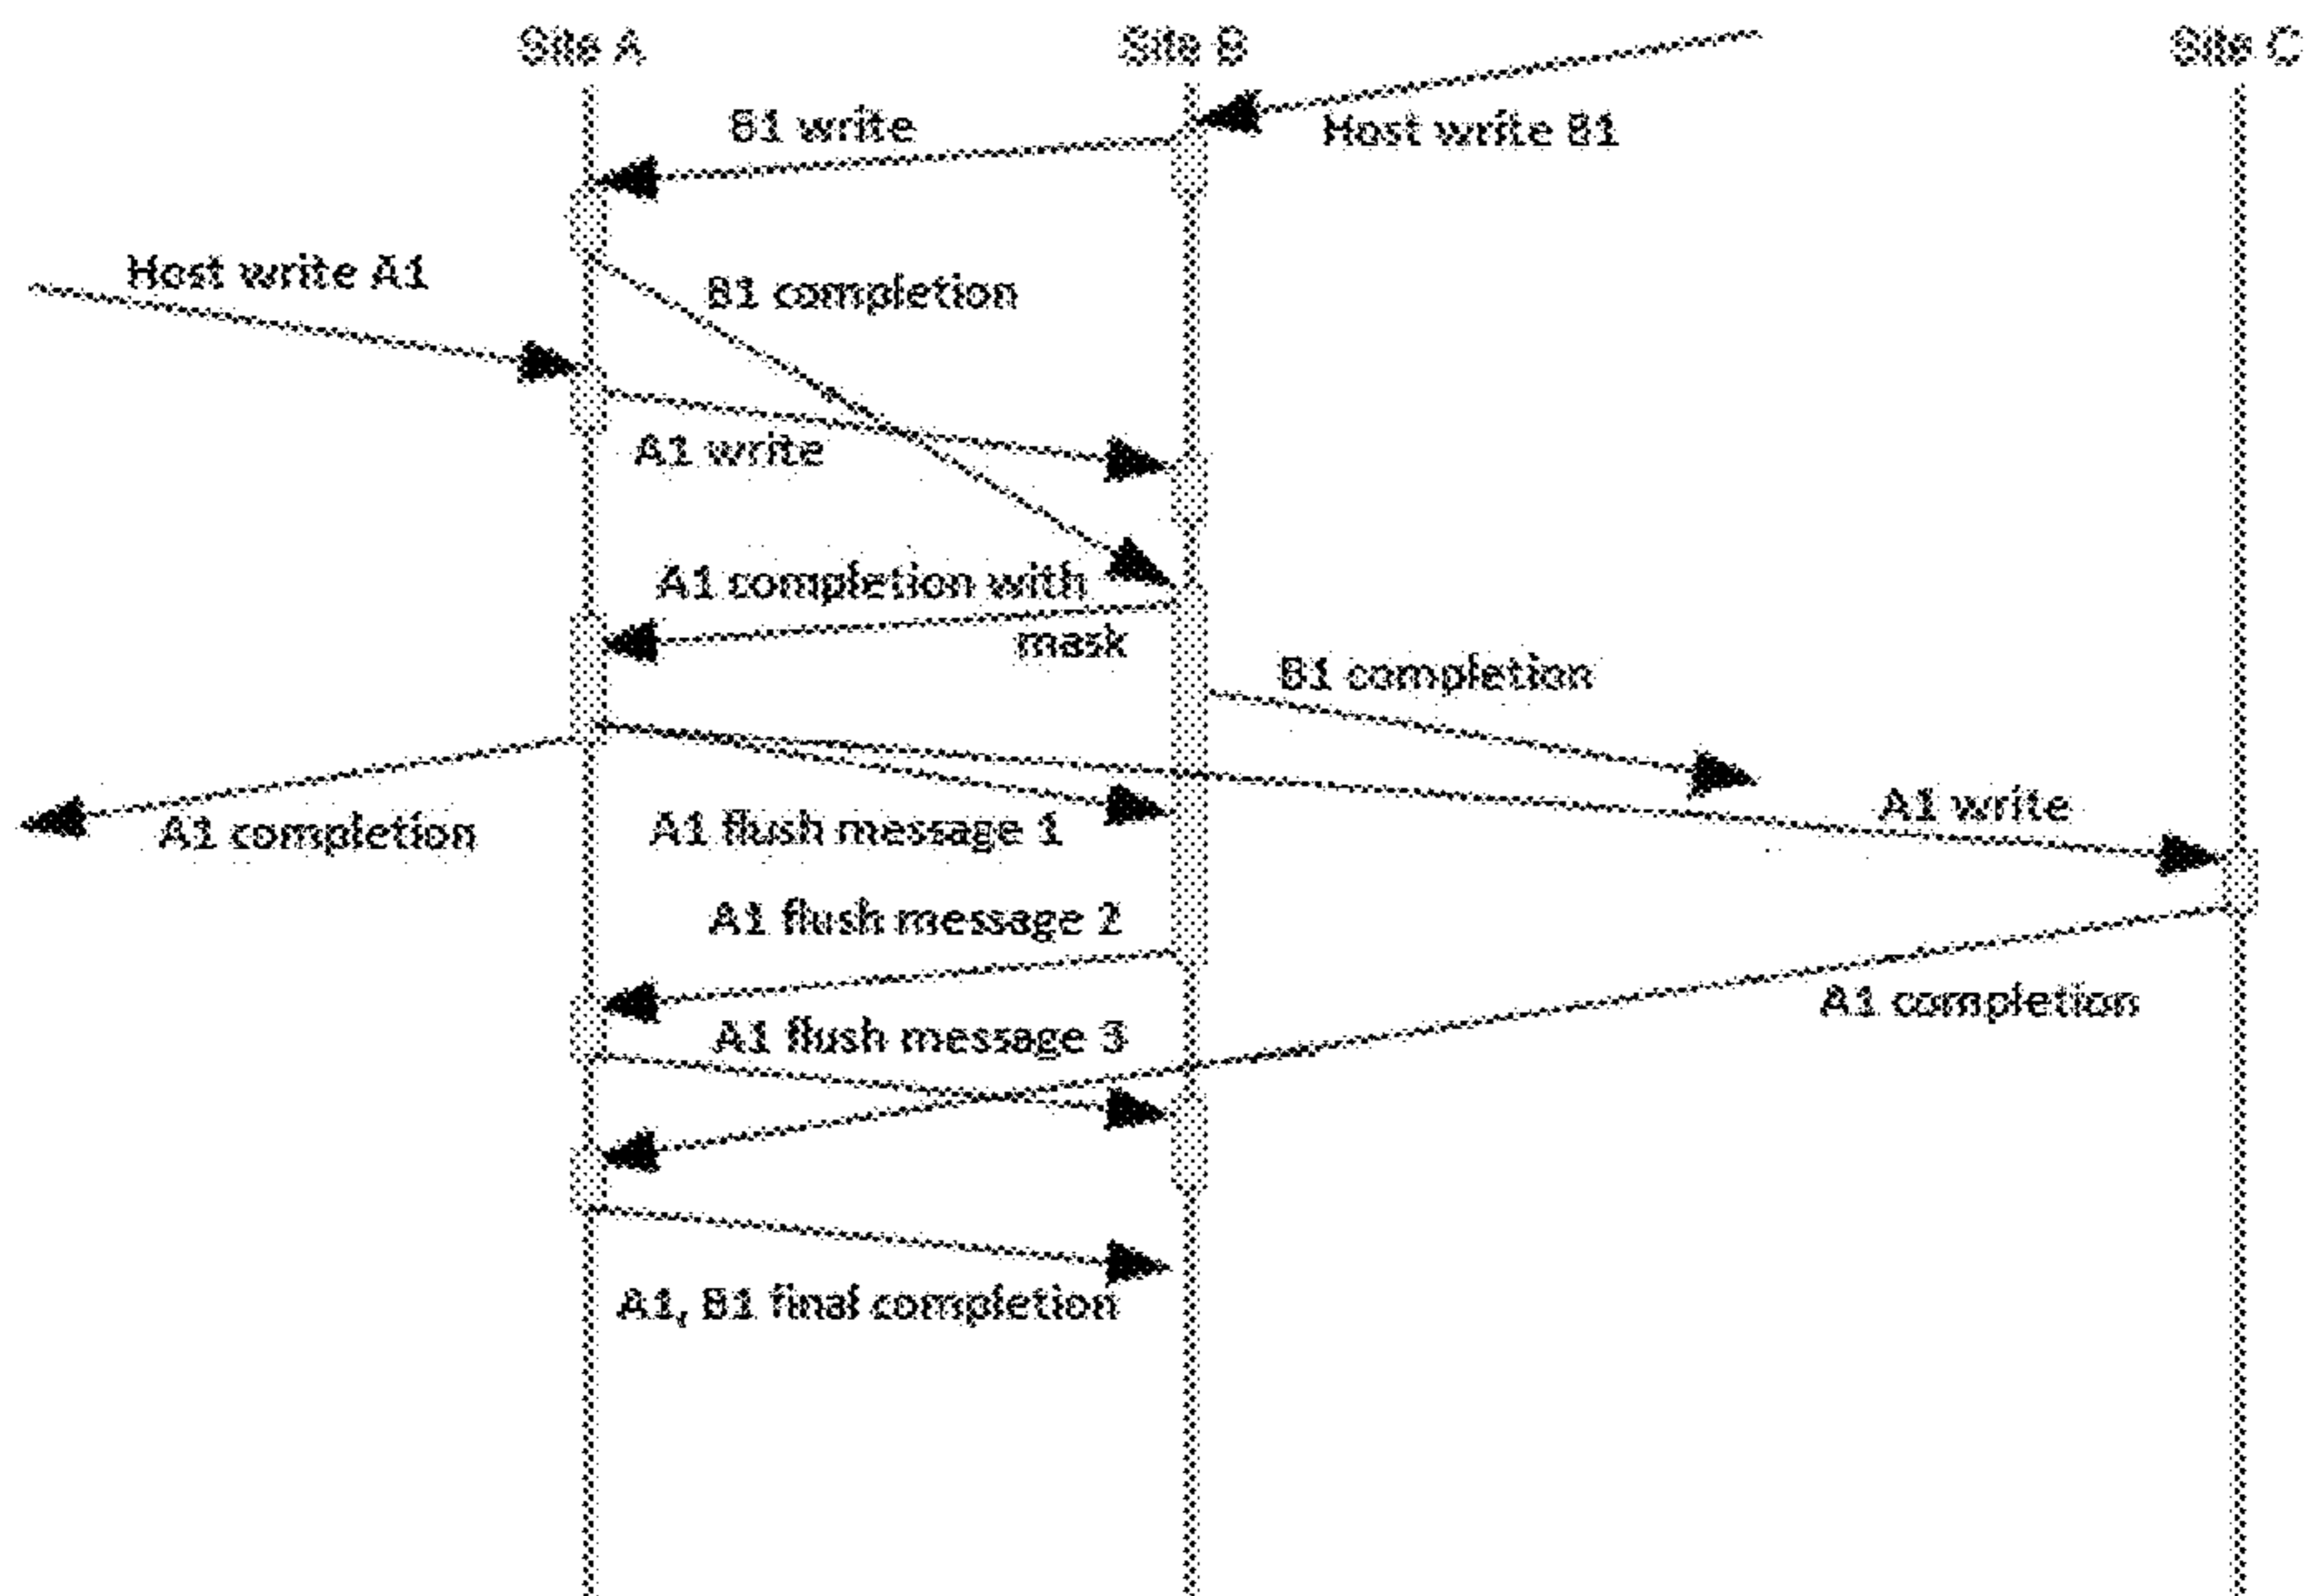 Site A
Site B
Site C
B1 write
Host write B1
Host write A1
B1 completion
A1 write
A1 completion with
mask
B1 completion
A1 write
A1 completion
A1 flush message 1
A1 flush message 2
A1 completion
A1 flush message 3
A1, B1 final completion